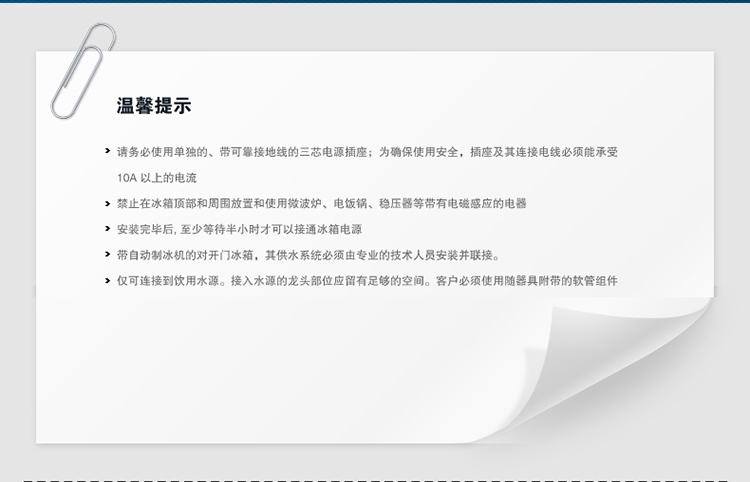 温馨提示
请务必使用单独的、带可靠接地线的三芯电源插座；为确保使用安全，插座及其连接电线必须能承受
10A 以上的电流
禁止在冰箱顶部和周围放置和使用微波炉、电饭锅、稳压器等带有电磁感应的电器
安装完毕后, 至少等待半小时才可以接通冰箱电源
带自动制冰机的对开门冰箱，其供水系统必须由专业的技术人员安装并联接。
仅可连接到饮用水源。接入水源的龙头部位应留有足够的空间。客户必须使用随器具附带的软管组件